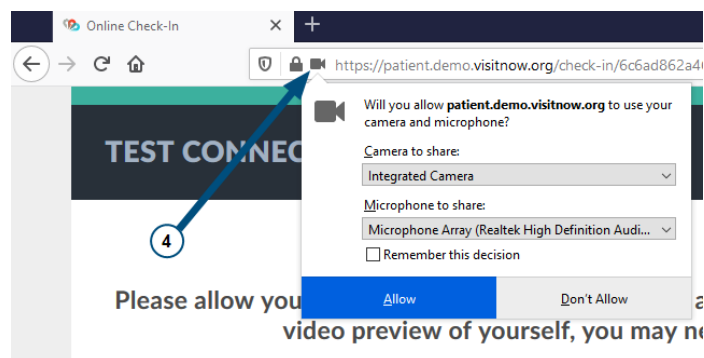 Online Check-In
https://patient.demo.visitnow.org/check-in/6c6ad862a4
Will you allow patient.demo.visitnow.org to use your
camera and microphone?
TEST CONNEC
Camera to share:
Integrated Camera
Microphone to share:
Microphone Array (Realtek High Definition Audi...
4
Remember this decision
Allow
Don't Allow
Please allow you
video preview of yourself, you may ne